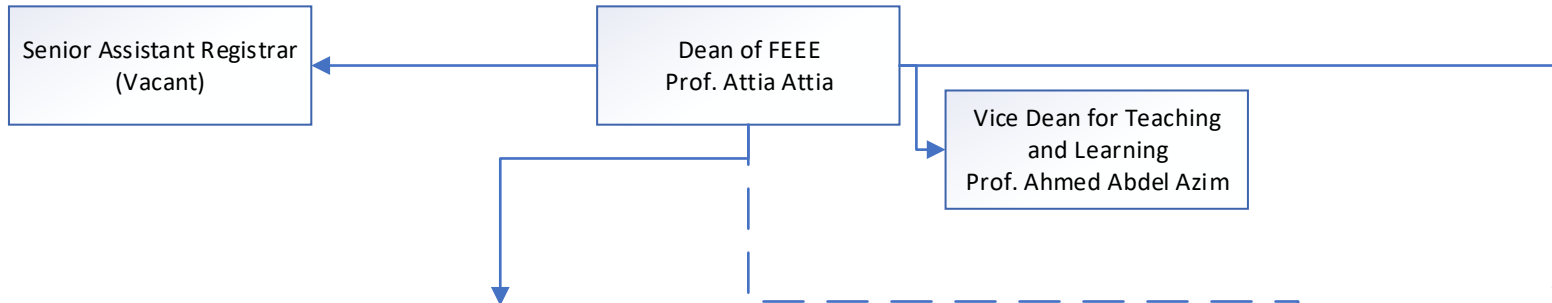 Senior Assistant Registrar
(Vacant)
Dean of FEEE
Prof. Attia Attia
Vice Dean for Teaching
and Learning
Prof. Ahmed Abdel Azim